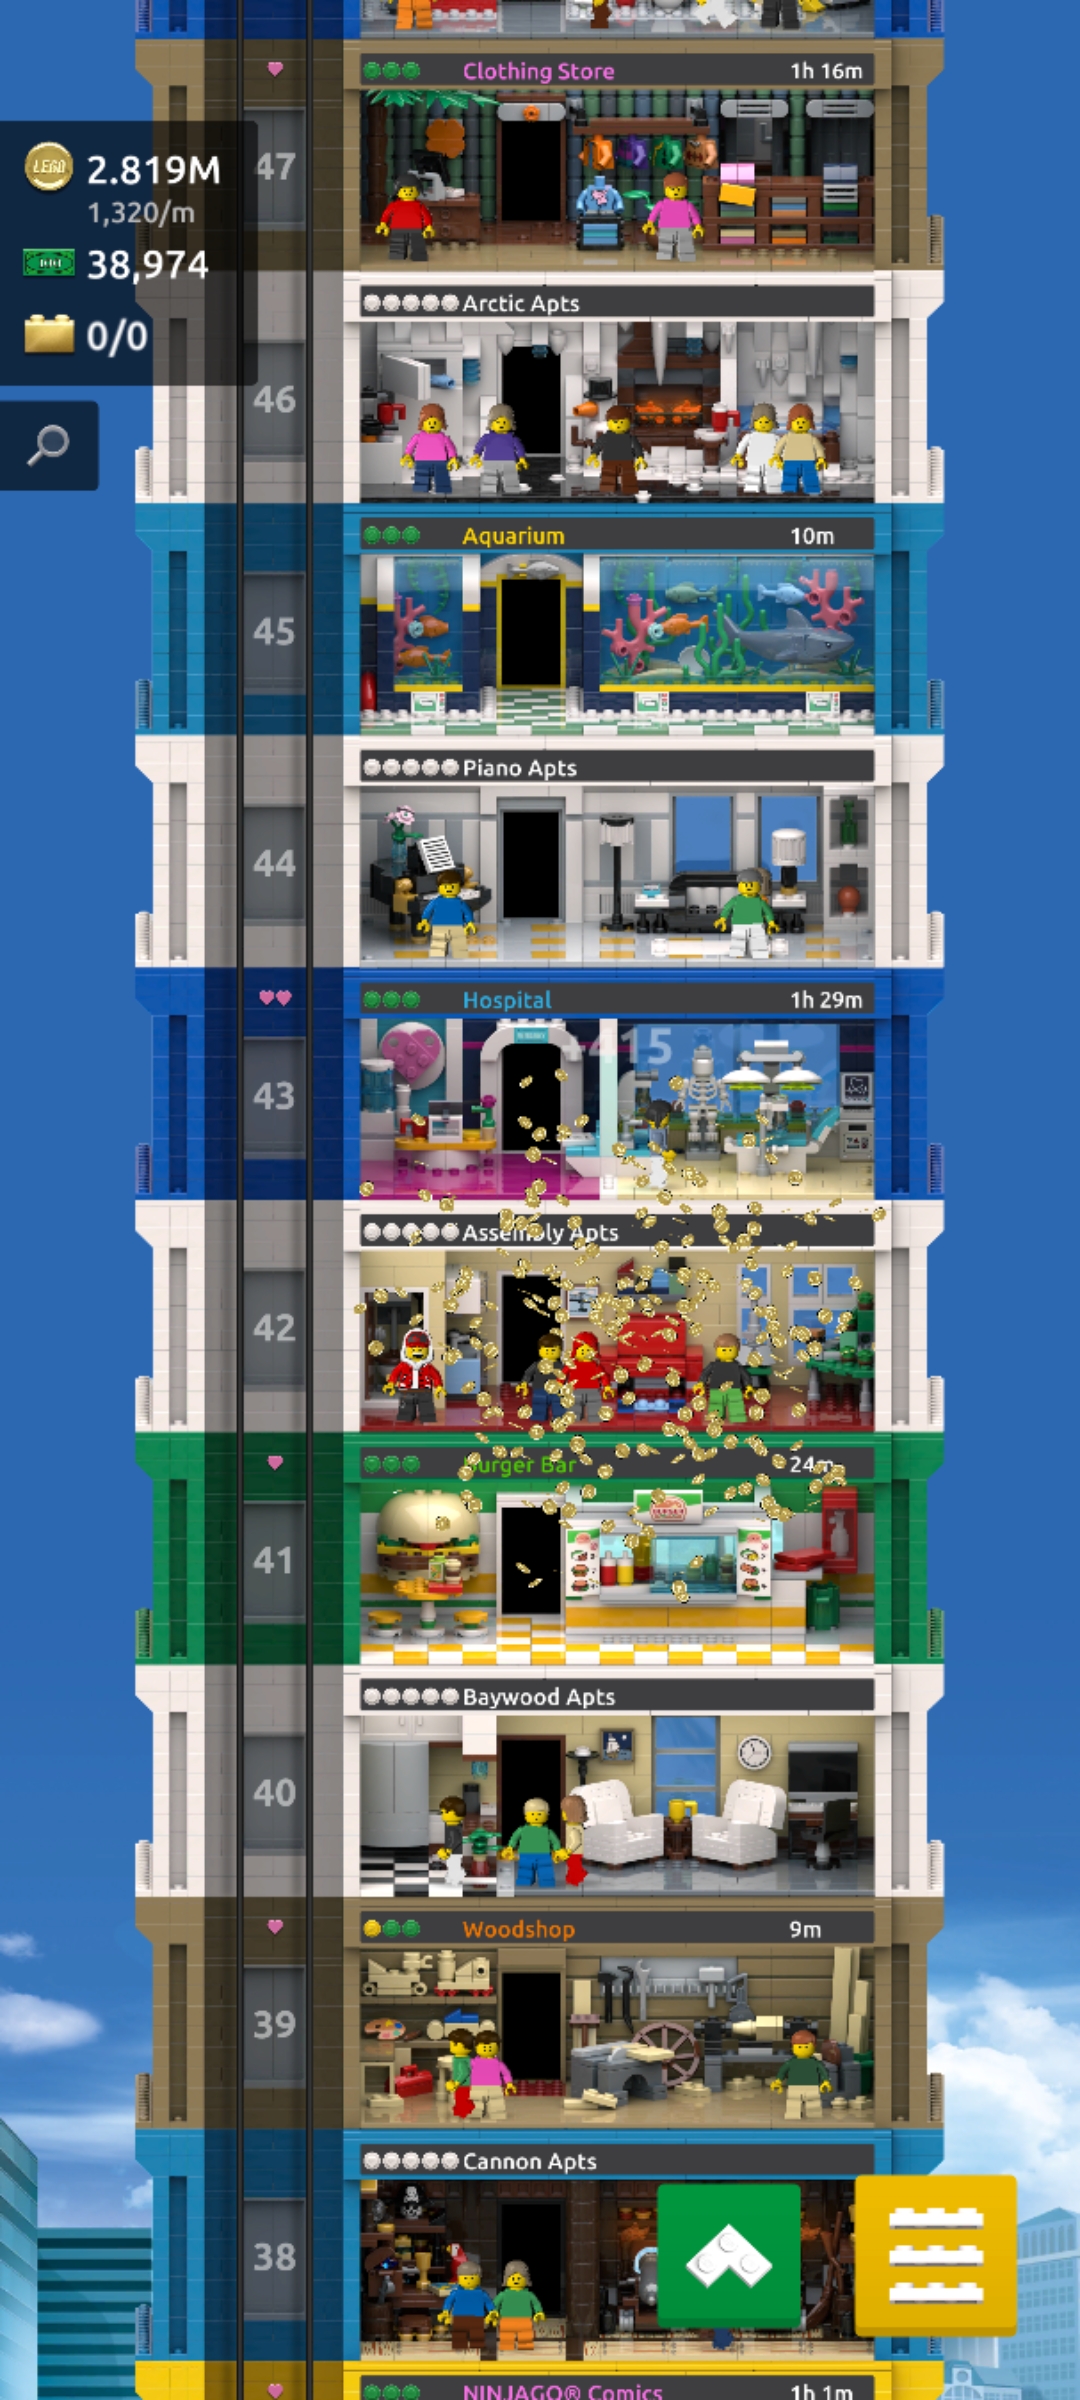 Clothing Store 1h 16m
47
LEGO 2.819M
1,320/m
38,974
0/0
Arctic Apts
46
Aquarium 10m
45
Piano Apts
44
Hospital 1h 29m
+415
43
Assembly Apts
42
Burger Bar 24m
41
Baywood Apts
40
Woodshop 9m
39
Cannon Apts
38
NINJAGO® Comics 1h 1m